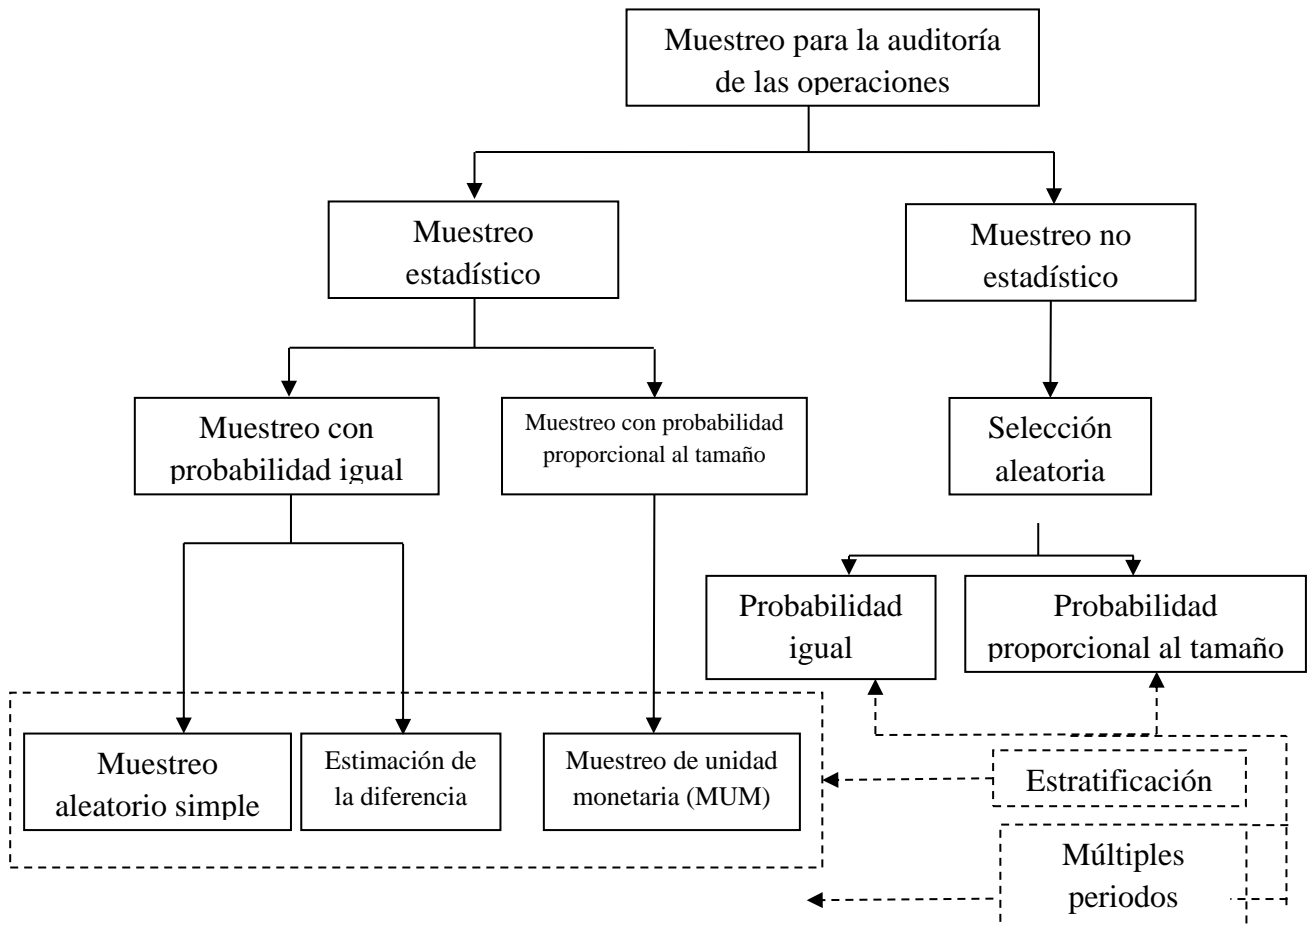 Muestreo para la auditoría
de las operaciones
Muestreo
estadístico
Muestreo no
estadístico
Muestreo con
probabilidad igual
Muestreo con probabilidad
proporcional al tamaño
Selección
aleatoria
Probabilidad
igual
Probabilidad
proporcional al tamaño
Muestreo
aleatorio simple
Estimación de
la diferencia
Muestreo de unidad
monetaria (MUM)
Estratificación
Múltiples
periodos